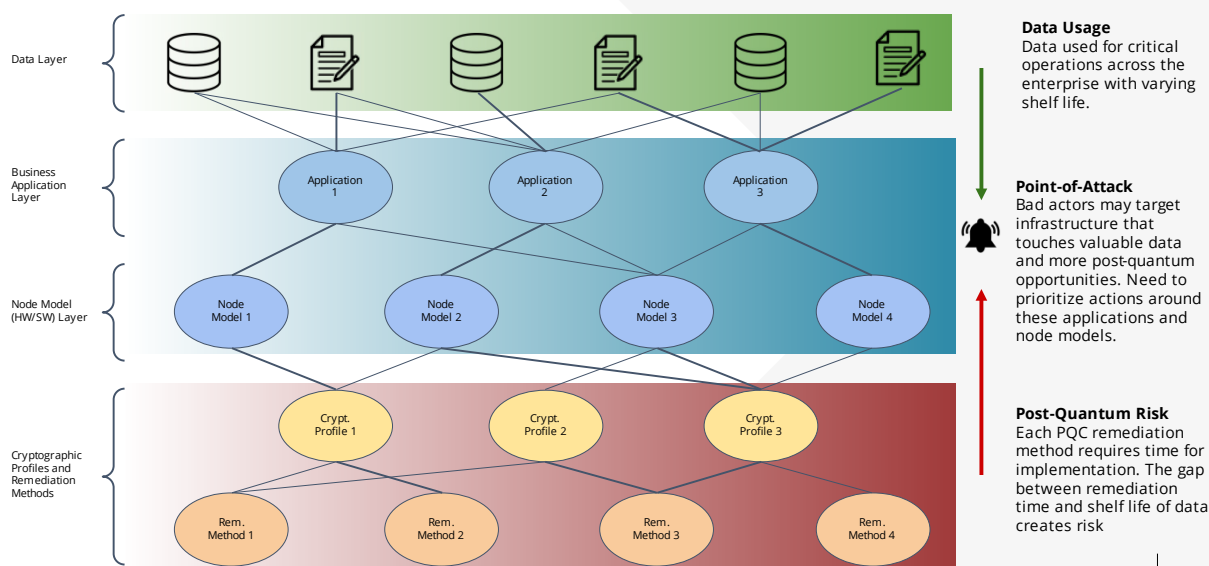 Data Layer
Business
Application
Layer
Node Model
(HW/SW) Layer
Cryptographic
Profiles and
Remediation
Methods
Application
1
Application
2
Application
3
Node
Model 1
Node
Model 2
Node
Model 3
Node
Model 4
Crypt.
Profile 1
Crypt.
Profile 2
Crypt.
Profile 3
Rem.
Method 1
Rem.
Method 2
Rem.
Method 3
Rem.
Method 4
Data Usage
Data used for critical
operations across the
enterprise with varying
shelf life.
Point-of-Attack
Bad actors may target
infrastructure that
touches valuable data
and more post-quantum
opportunities. Need to
prioritize actions around
these applications and
node models.
Post-Quantum Risk
Each PQC remediation
method requires time for
implementation. The gap
between remediation
time and shelf life of data
creates risk